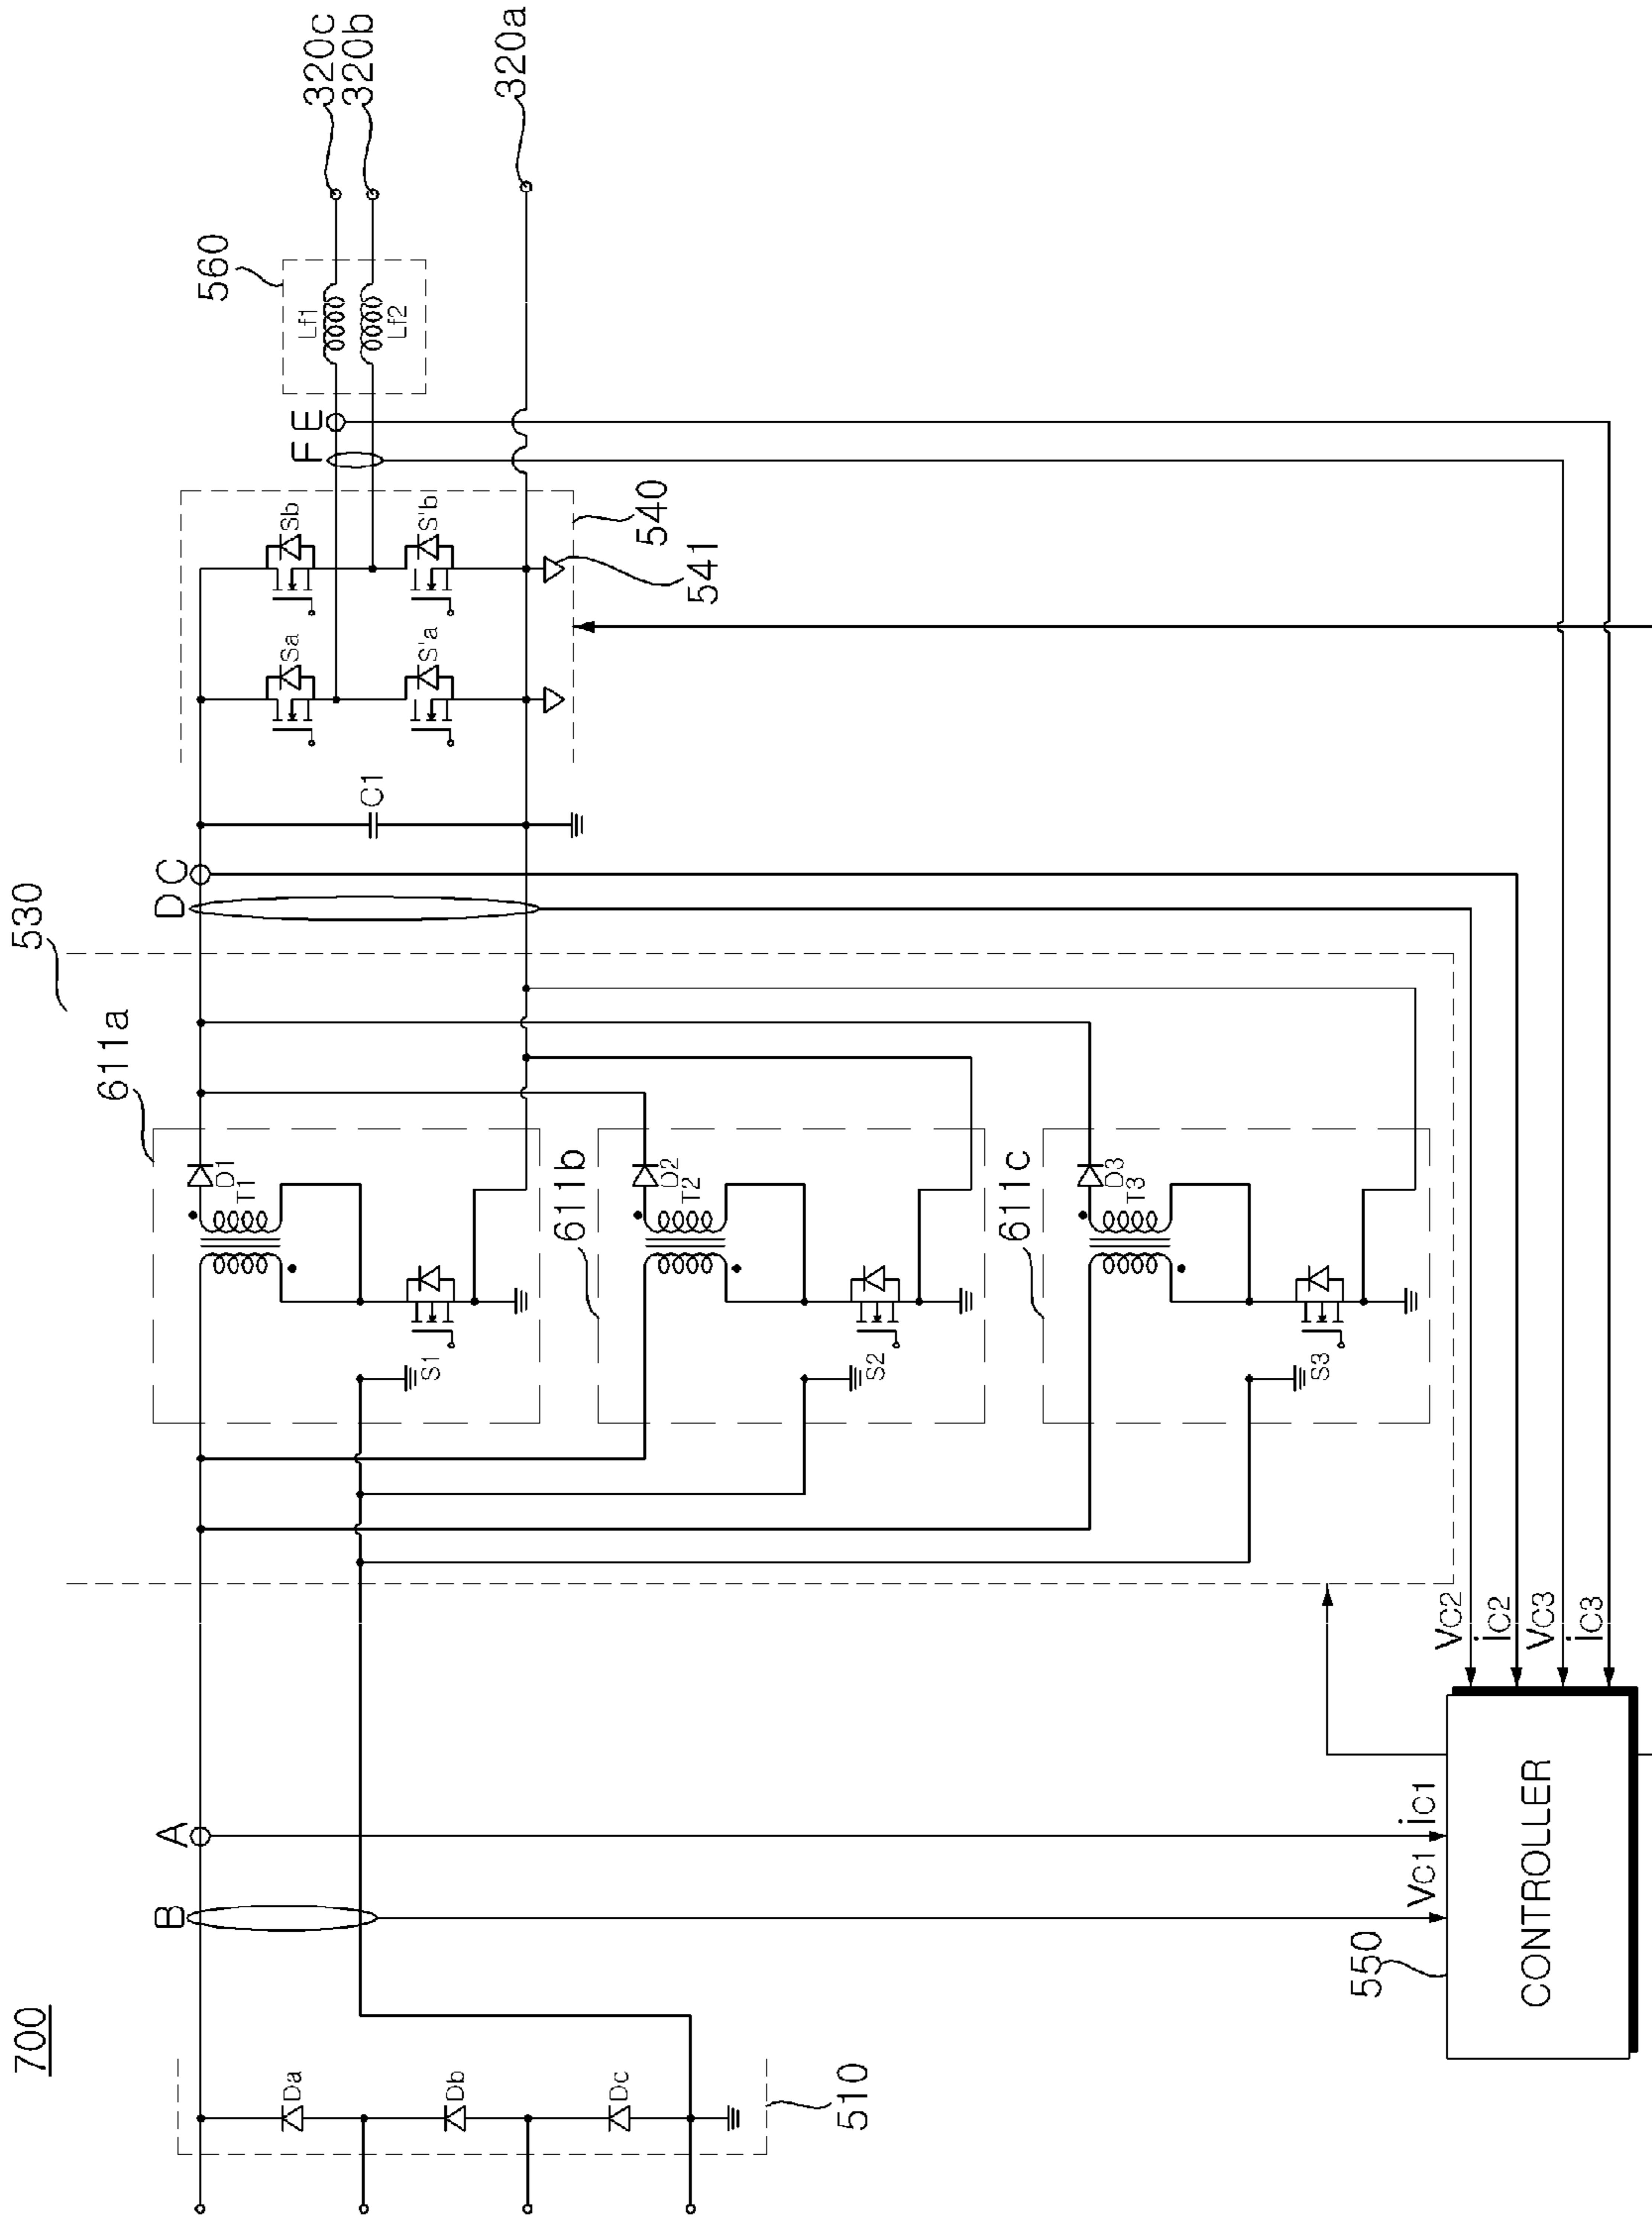 700
510
Da
Db
Dc
B
A
530
611a
D1
T1
S1
611b
D2
T2
S2
611c
D3
T3
S3
D
C
C1
Sa
S'a
Sb
S'b
540
541
F
E
560
Lf1
Lf2
320c
320b
320a
550
CONTROLLER
VC1
iC1
VC2
iC2
VC3
iC3